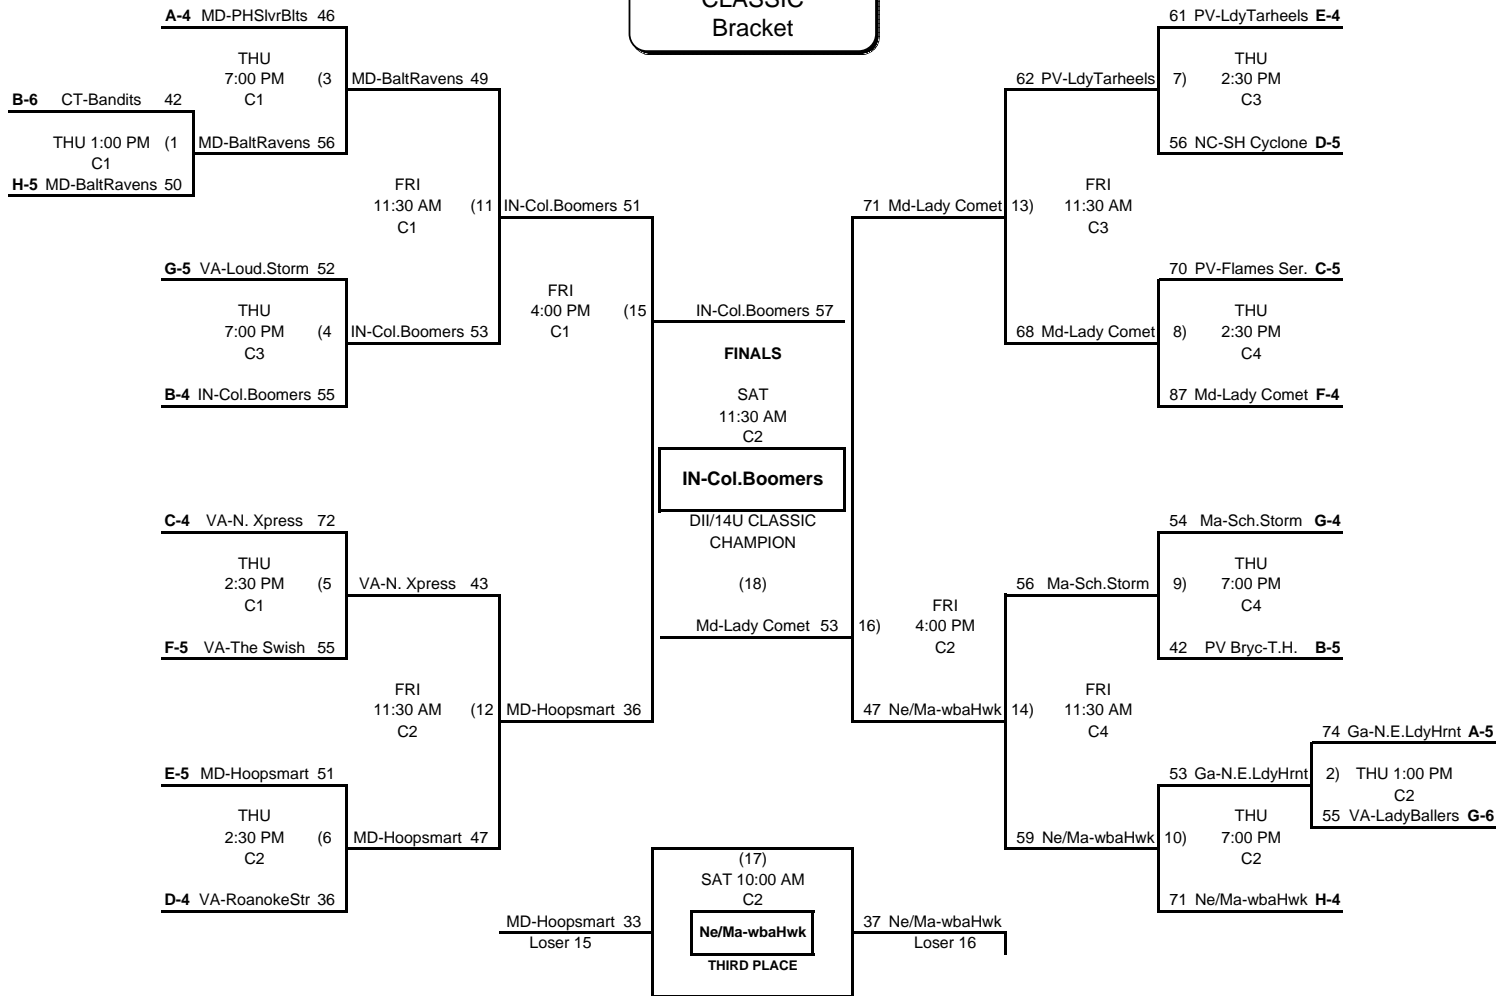 CLASSIC
Bracket
A-4 MD-PHSlvrBlts 46
THU
7:00 PM (3
C1
MD-BaltRavens 49
B-6 CT-Bandits 42
THU 1:00 PM (1
C1
MD-BaltRavens 56
H-5 MD-BaltRavens 50
FRI
11:30 AM (11
C1
IN-Col.Boomers 51
G-5 VA-Loud.Storm 52
THU
7:00 PM (4
C3
IN-Col.Boomers 53
B-4 IN-Col.Boomers 55
FRI
4:00 PM (15
C1
C-4 VA-N. Xpress 72
THU
2:30 PM (5
C1
VA-N. Xpress 43
F-5 VA-The Swish 55
FRI
11:30 AM (12
C2
MD-Hoopsmart 36
E-5 MD-Hoopsmart 51
THU
2:30 PM (6
C2
MD-Hoopsmart 47
D-4 VA-RoanokeStr 36
IN-Col.Boomers 57
FINALS
SAT
11:30 AM
C2
IN-Col.Boomers
DII/14U CLASSIC
CHAMPION
(18)
Md-Lady Comet 53
61 PV-LdyTarheels E-4
THU
7) 2:30 PM
C3
62 PV-LdyTarheels
56 NC-SH Cyclone D-5
FRI
13) 11:30 AM
C3
71 Md-Lady Comet
70 PV-Flames Ser. C-5
THU
8) 2:30 PM
C4
68 Md-Lady Comet
87 Md-Lady Comet F-4
FRI
16) 4:00 PM
C2
54 Ma-Sch.Storm G-4
THU
9) 7:00 PM
C4
56 Ma-Sch.Storm
42 PV Bryc-T.H. B-5
FRI
14) 11:30 AM
C4
47 Ne/Ma-wbaHwk
74 Ga-N.E.LdyHrnt A-5
2) THU 1:00 PM
C2
53 Ga-N.E.LdyHrnt
55 VA-LadyBallers G-6
THU
10) 7:00 PM
C2
59 Ne/Ma-wbaHwk
71 Ne/Ma-wbaHwk H-4
(17)
SAT 10:00 AM
C2
MD-Hoopsmart 33
Loser 15
Ne/Ma-wbaHwk
THIRD PLACE
37 Ne/Ma-wbaHwk
Loser 16